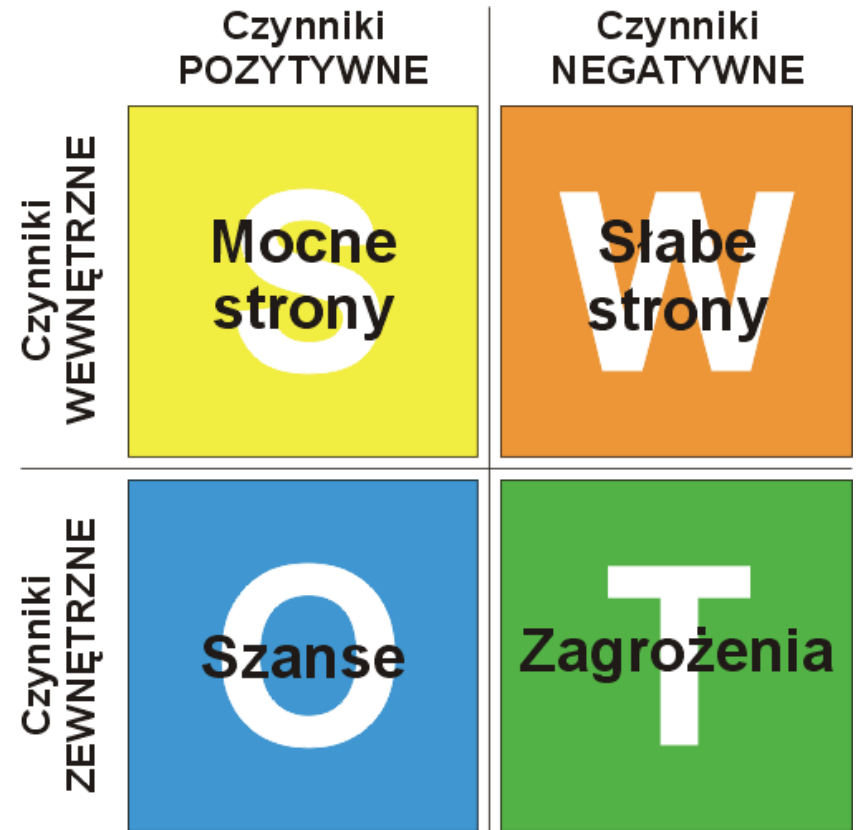 Czynniki
POZYTYWNE
Czynniki
NEGATYWNE
Czynniki
WEWNĘTRZNE
S
Mocne
strony
W
Słabe
strony
Czynniki
ZEWNĘTRZNE
O
Szanse
T
Zagrożenia